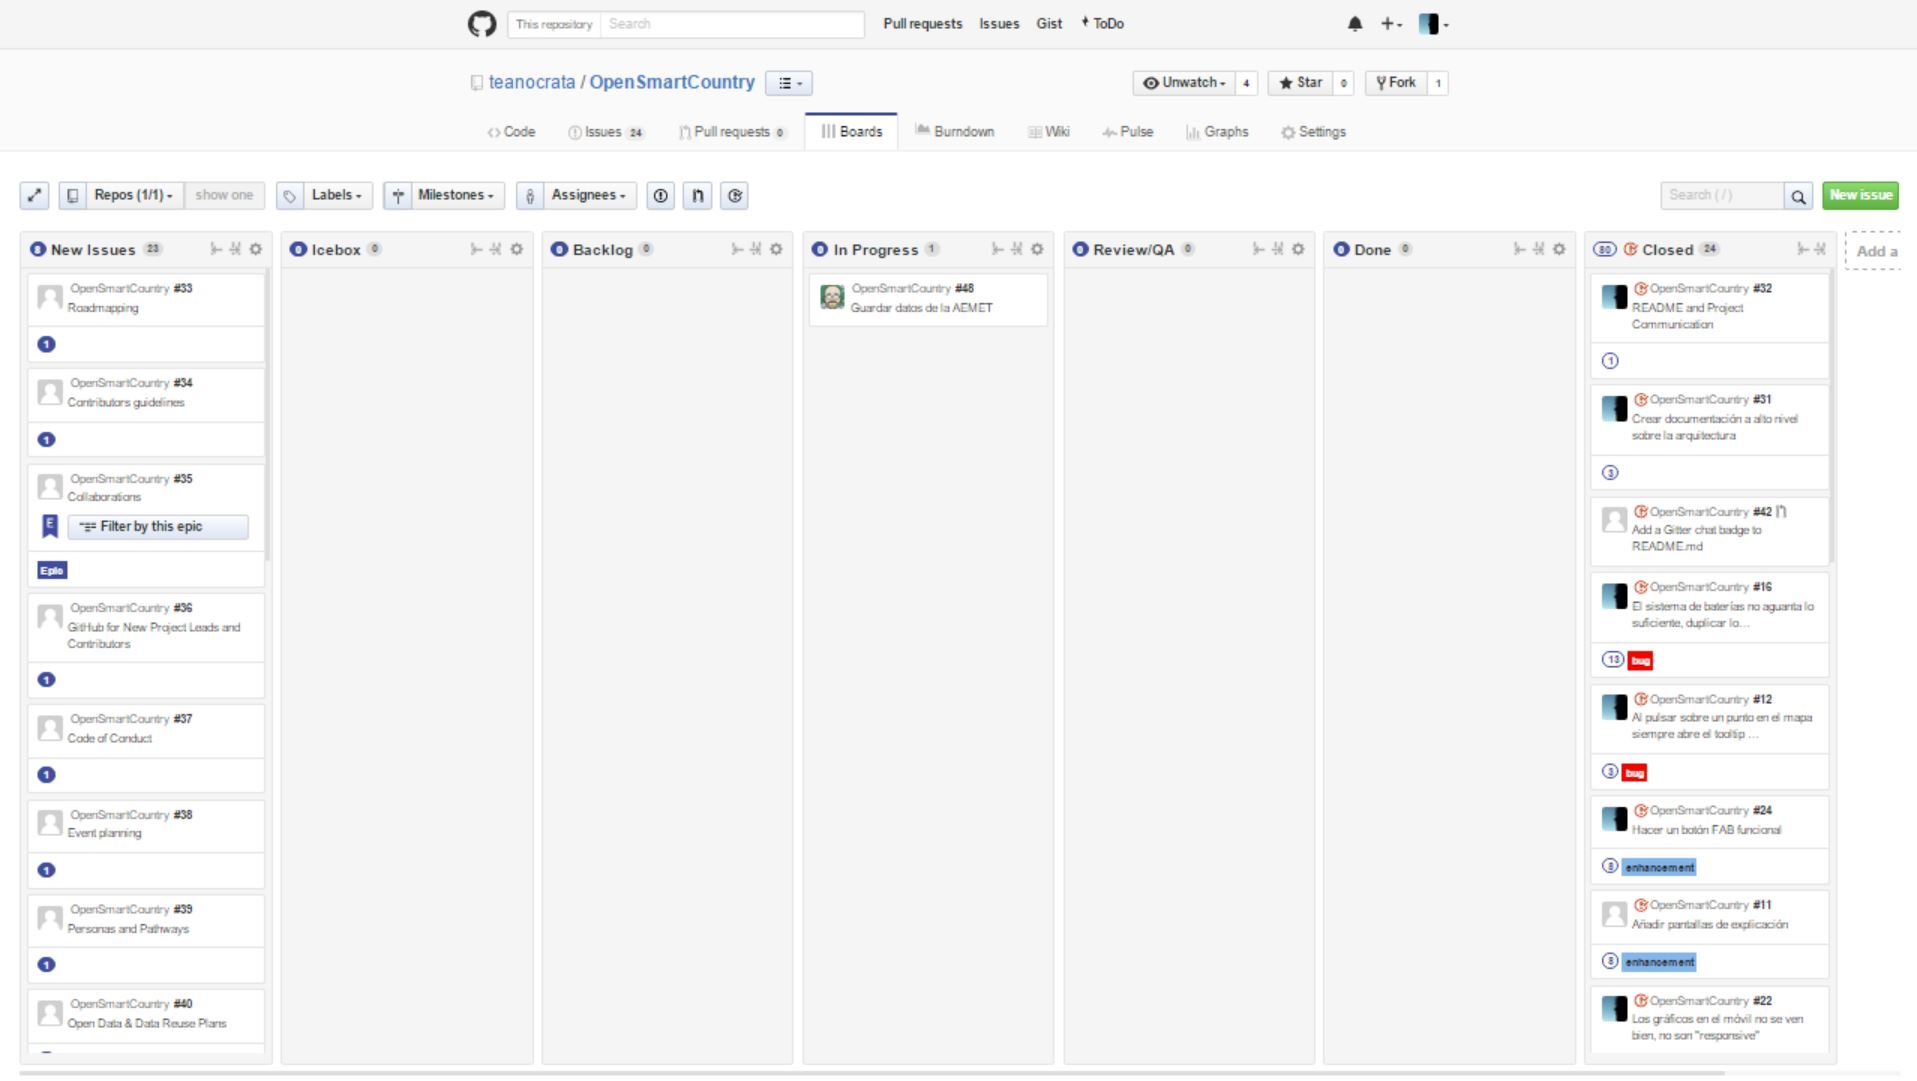 This repository Search Pull requests Issues Gist ToDo
teanocrata / OpenSmartCountry Unwatch 4 Star 0 Fork 1
Code Issues 24 Pull requests 0 Boards Burndown Wiki Pulse Graphs Settings
Repos (1/1) show one Labels Milestones Assignees Search (/) New issue
New Issues 23
OpenSmartCountry #33
Roadmapping
1
OpenSmartCountry #34
Contributors guidelines
1
OpenSmartCountry #35
Collaborations
E Filter by this epic
Epic
OpenSmartCountry #36
GitHub for New Project Leads and
Contributors
1
OpenSmartCountry #37
Code of Conduct
1
OpenSmartCountry #38
Event planning
1
OpenSmartCountry #39
Personas and Pathways
1
OpenSmartCountry #40
Open Data & Data Reuse Plans
0 Icebox 0
0 Backlog 0
0 In Progress 1
OpenSmartCountry #48
Guardar datos de la AEMET
0 Review/QA 0
0 Done 0
80 Closed 24
OpenSmartCountry #32
README and Project
Communication
1
OpenSmartCountry #31
Crear documentación a alto nivel
sobre la arquitectura
3
OpenSmartCountry #42
Add a Gitter chat badge to
README.md
OpenSmartCountry #16
El sistema de baterías no aguanta lo
suficiente, duplicar lo...
13 bug
OpenSmartCountry #12
Al pulsar sobre un punto en el mapa
siempre abre el tooltip ...
3 bug
OpenSmartCountry #24
Hacer un botón FAB funcional
enhancement
OpenSmartCountry #11
Añadir pantallas de explicación
enhancement
OpenSmartCountry #22
Los gráficos en el móvil no se ven
bien, no son "responsive"
Add a